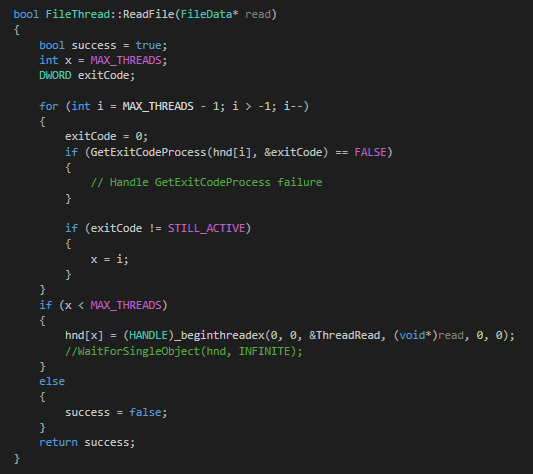 bool FileThread::ReadFile(FileData* read)
{
    bool success = true;
    int x = MAX_THREADS;
    DWORD exitCode;

    for (int i = MAX_THREADS - 1; i > -1; i--)
    {
        exitCode = 0;
        if (GetExitCodeProcess(hnd[i], &exitCode) == FALSE)
        {
            // Handle GetExitCodeProcess failure
        }

        if (exitCode != STILL_ACTIVE)
        {
            x = i;
        }
    }
    if (x < MAX_THREADS)
    {
        hnd[x] = (HANDLE)_beginthreadex(0, 0, &ThreadRead, (void*)read, 0, 0);
        //WaitForSingleObject(hnd, INFINITE);
    }
    else
    {
        success = false;
    }
    return success;
}